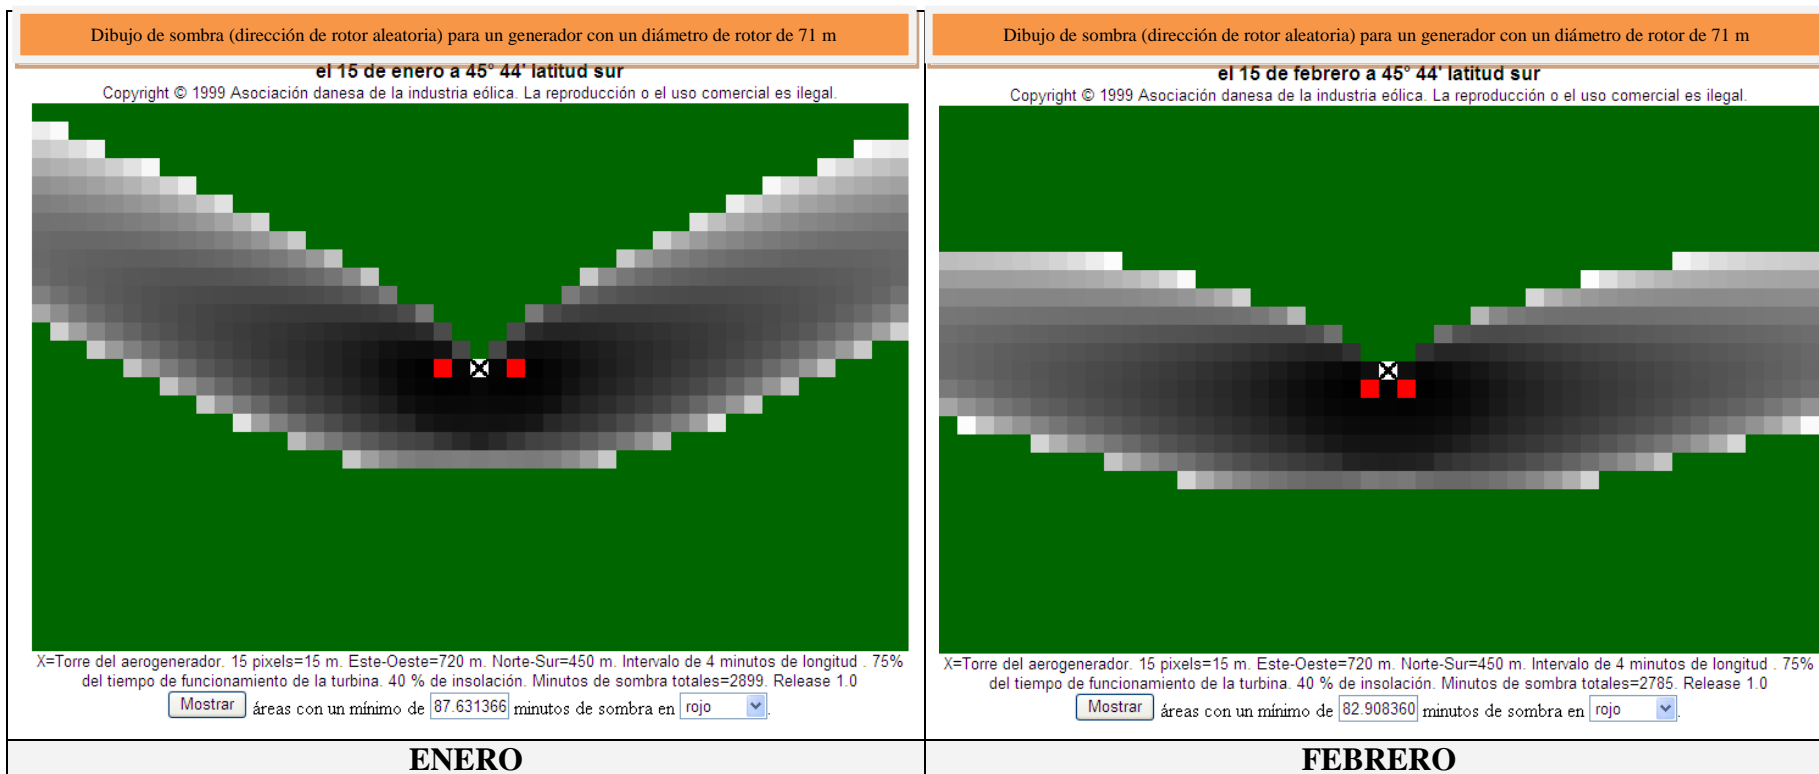 Dibujo de sombra (dirección de rotor aleatoria) para un generador con un diámetro de rotor de 71 m
el 15 de enero a 45° 44' latitud sur
Copyright © 1999 Asociación danesa de la industria eólica. La reproducción o el uso comercial es ilegal.
X=Torre del aerogenerador. 15 pixels=15 m. Este-Oeste=720 m. Norte-Sur=450 m. Intervalo de 4 minutos de longitud . 75%
del tiempo de funcionamiento de la turbina. 40 % de insolación. Minutos de sombra totales=2899. Release 1.0
Mostrar áreas con un mínimo de 87.631366 minutos de sombra en rojo.
ENERO
Dibujo de sombra (dirección de rotor aleatoria) para un generador con un diámetro de rotor de 71 m
el 15 de febrero a 45° 44' latitud sur
Copyright © 1999 Asociación danesa de la industria eólica. La reproducción o el uso comercial es ilegal.
X=Torre del aerogenerador. 15 pixels=15 m. Este-Oeste=720 m. Norte-Sur=450 m. Intervalo de 4 minutos de longitud . 75%
del tiempo de funcionamiento de la turbina. 40 % de insolación. Minutos de sombra totales=2785. Release 1.0
Mostrar áreas con un mínimo de 82.908360 minutos de sombra en rojo.
FEBRERO